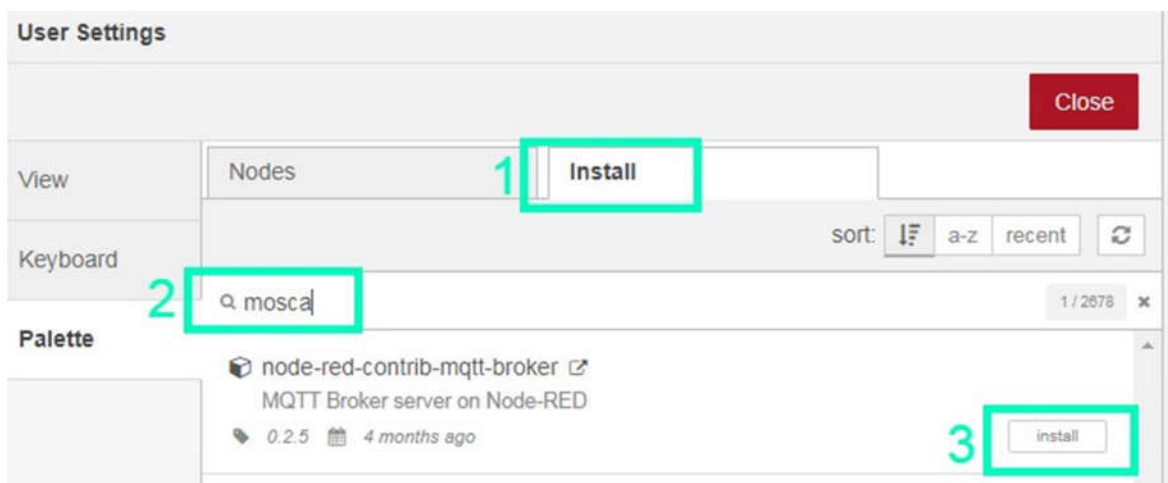 User Settings
Close
View
Nodes
1
Install
sort:
a-z
recent
Keyboard
2
mosca
1 / 2678
Palette
node-red-contrib-mqtt-broker
MQTT Broker server on Node-RED
0.2.5 4 months ago
3
install